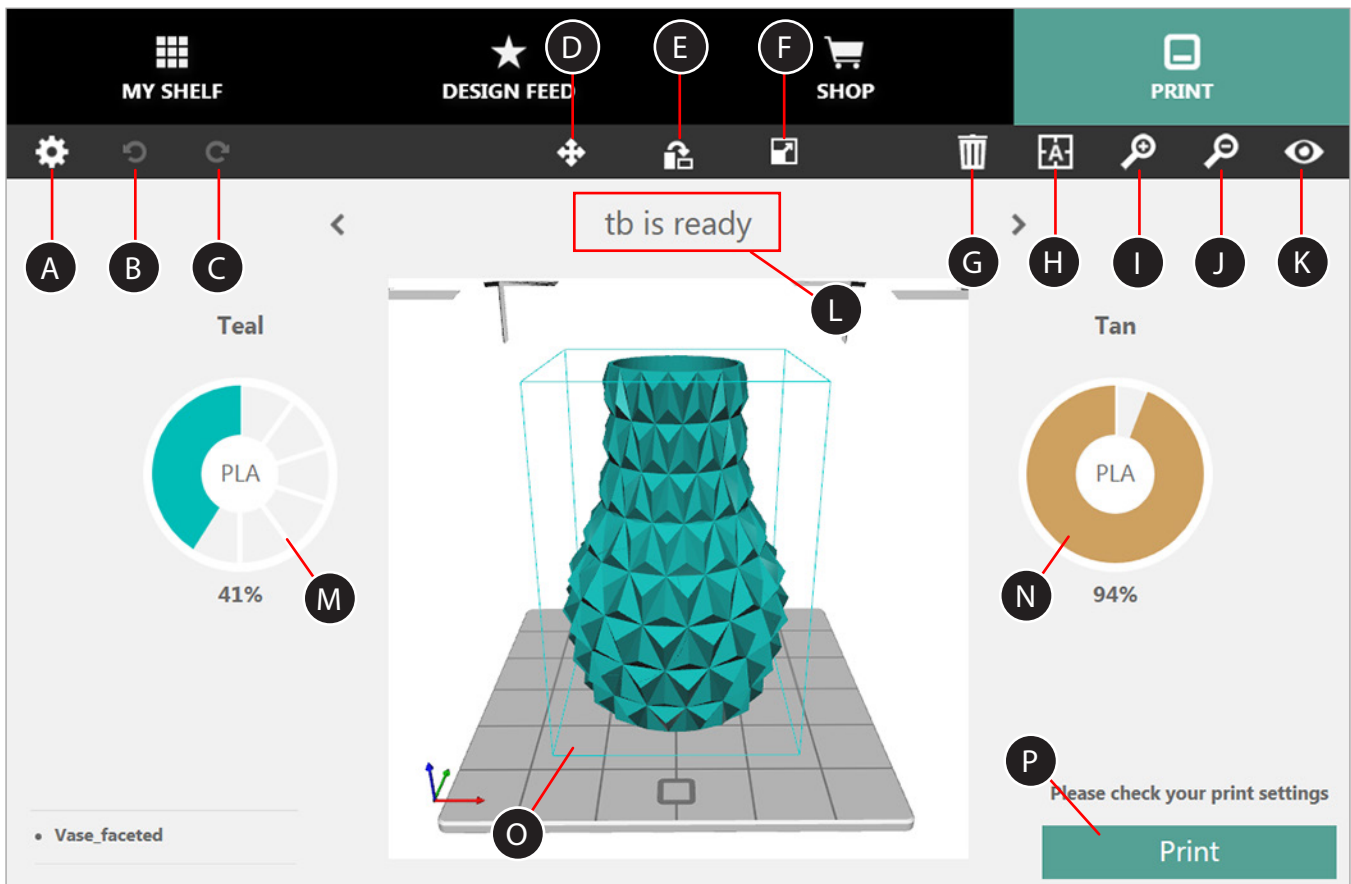 MY SHELF
DESIGN FEED
SHOP
PRINT
D
E
F
A
tb is ready
A
B
C
G
H
I
J
K
L
Teal
Tan
PLA
PLA
41%
M
N
94%
P
Please check your print settings
Vase_faceted
O
Print